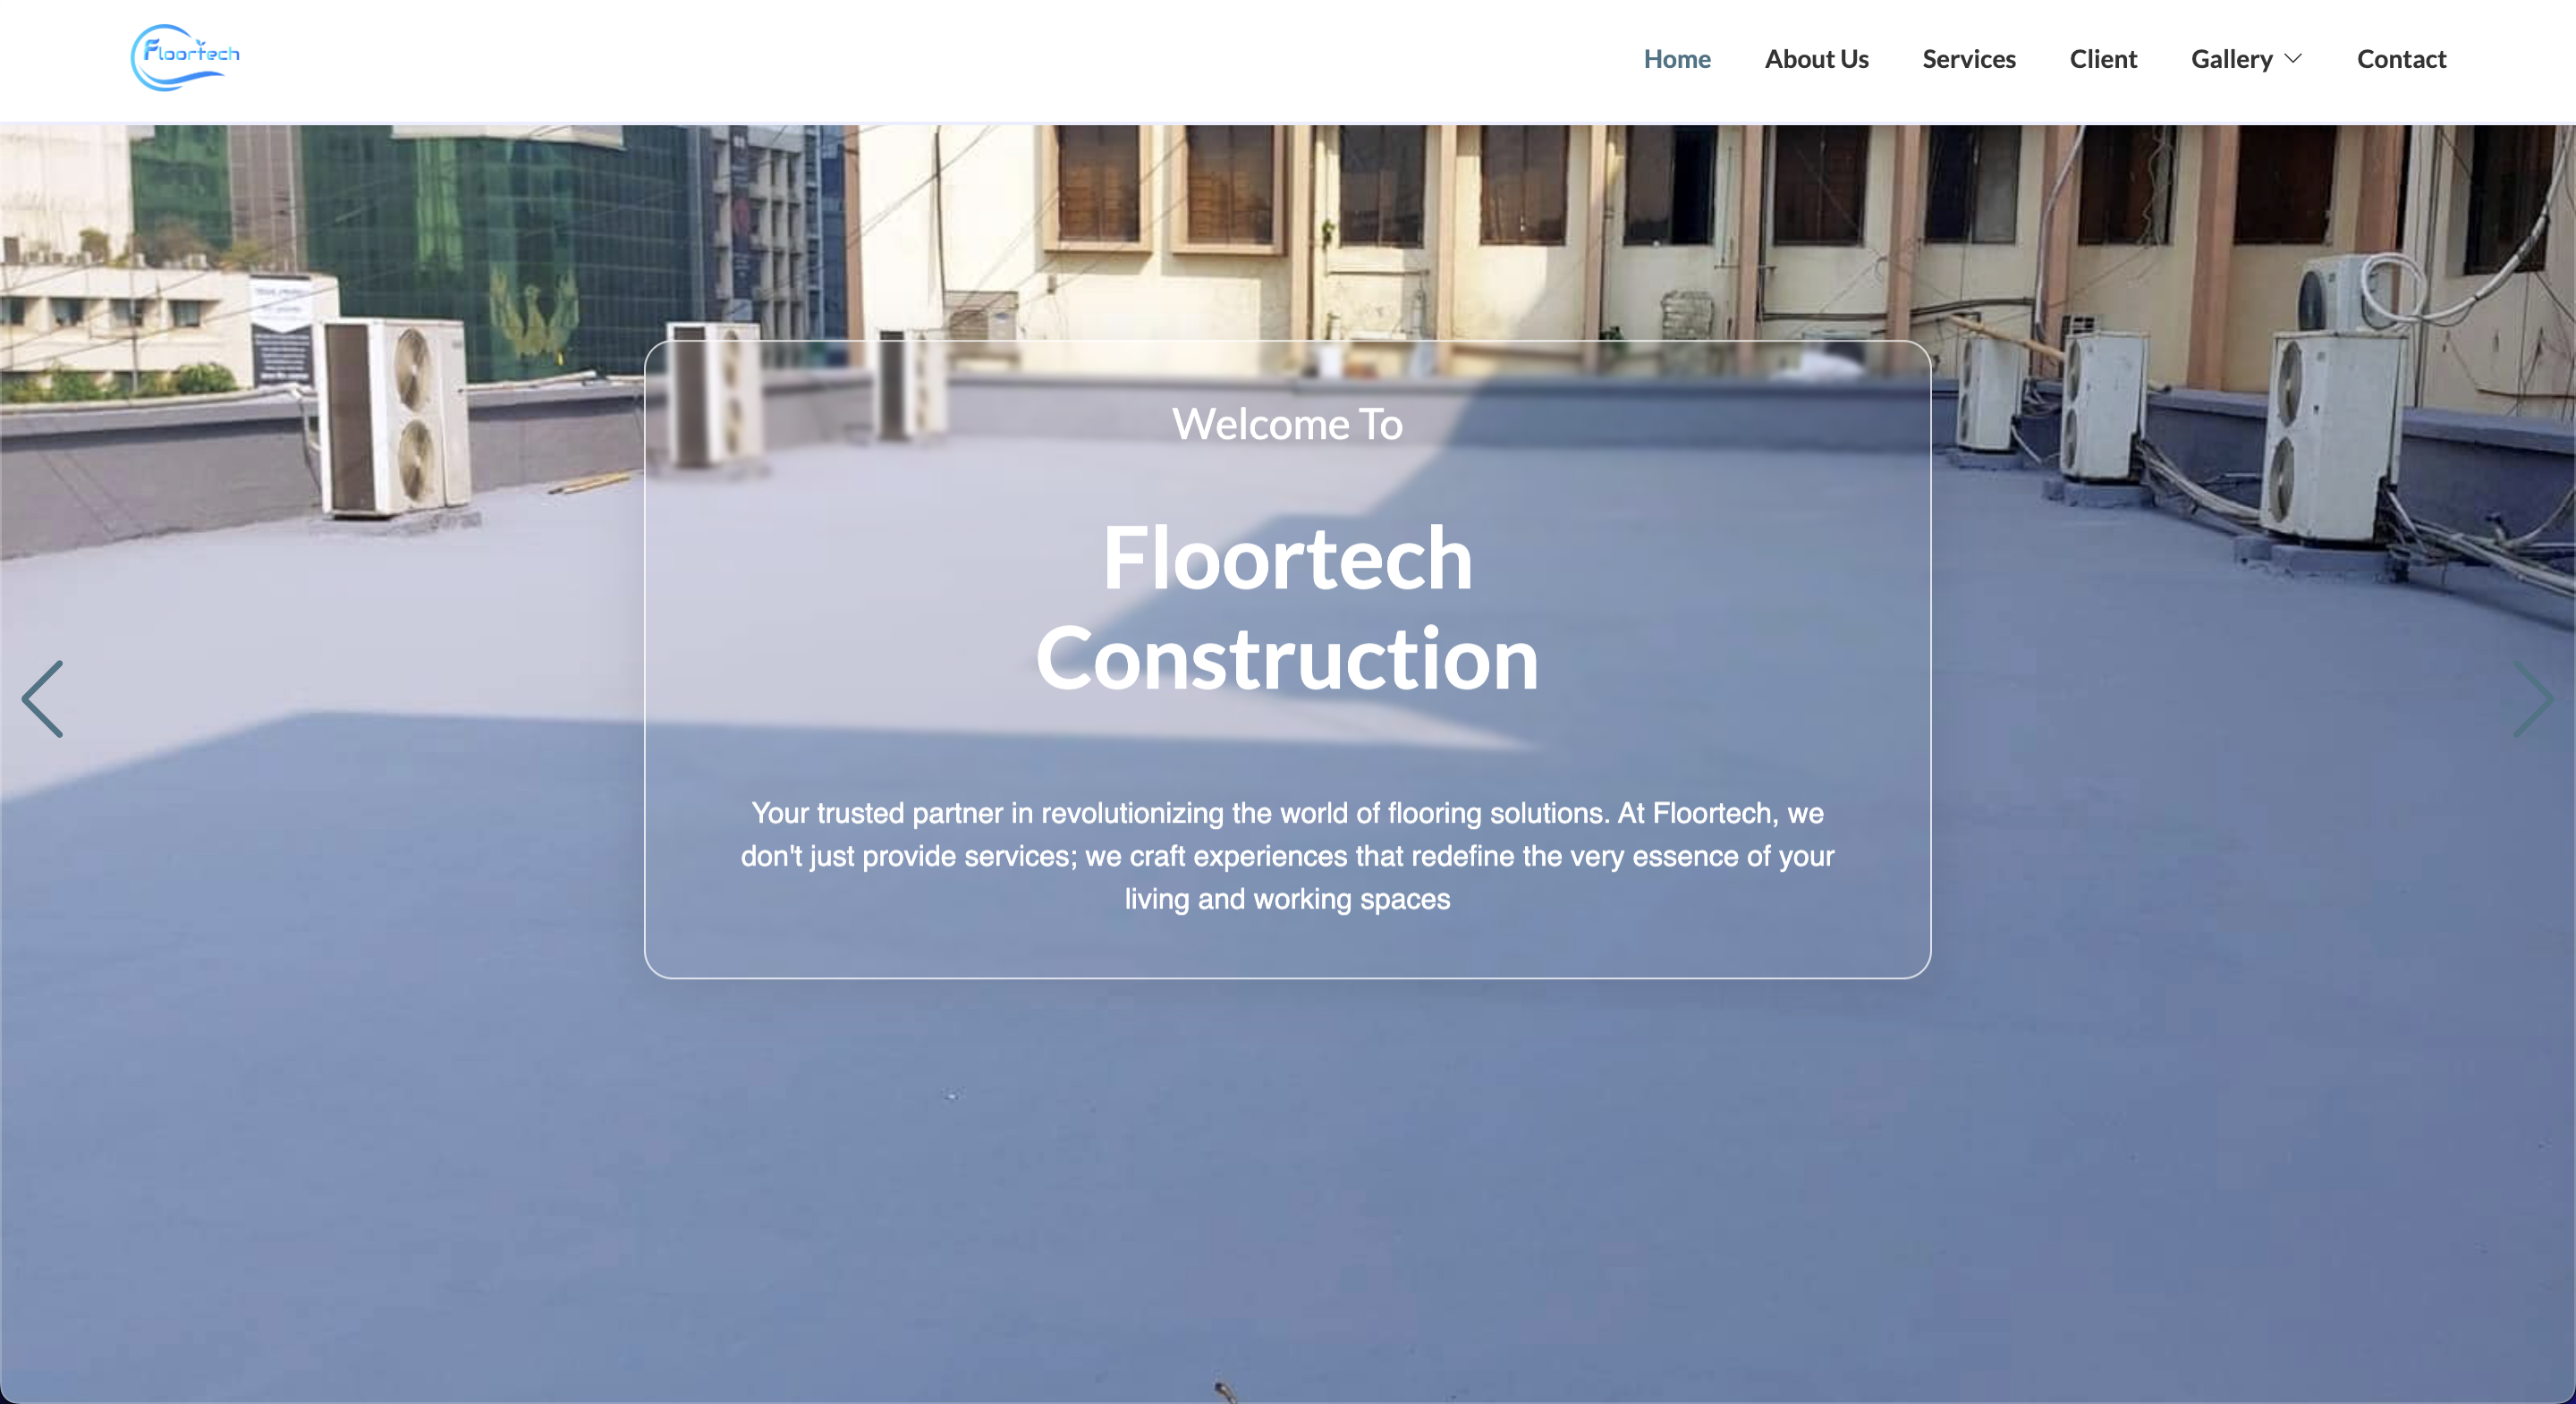 Floortech
Home About Us Services Client Gallery Contact
Welcome To
Floortech
Construction
Your trusted partner in revolutionizing the world of flooring solutions. At Floortech, we
don't just provide services; we craft experiences that redefine the very essence of your
living and working spaces